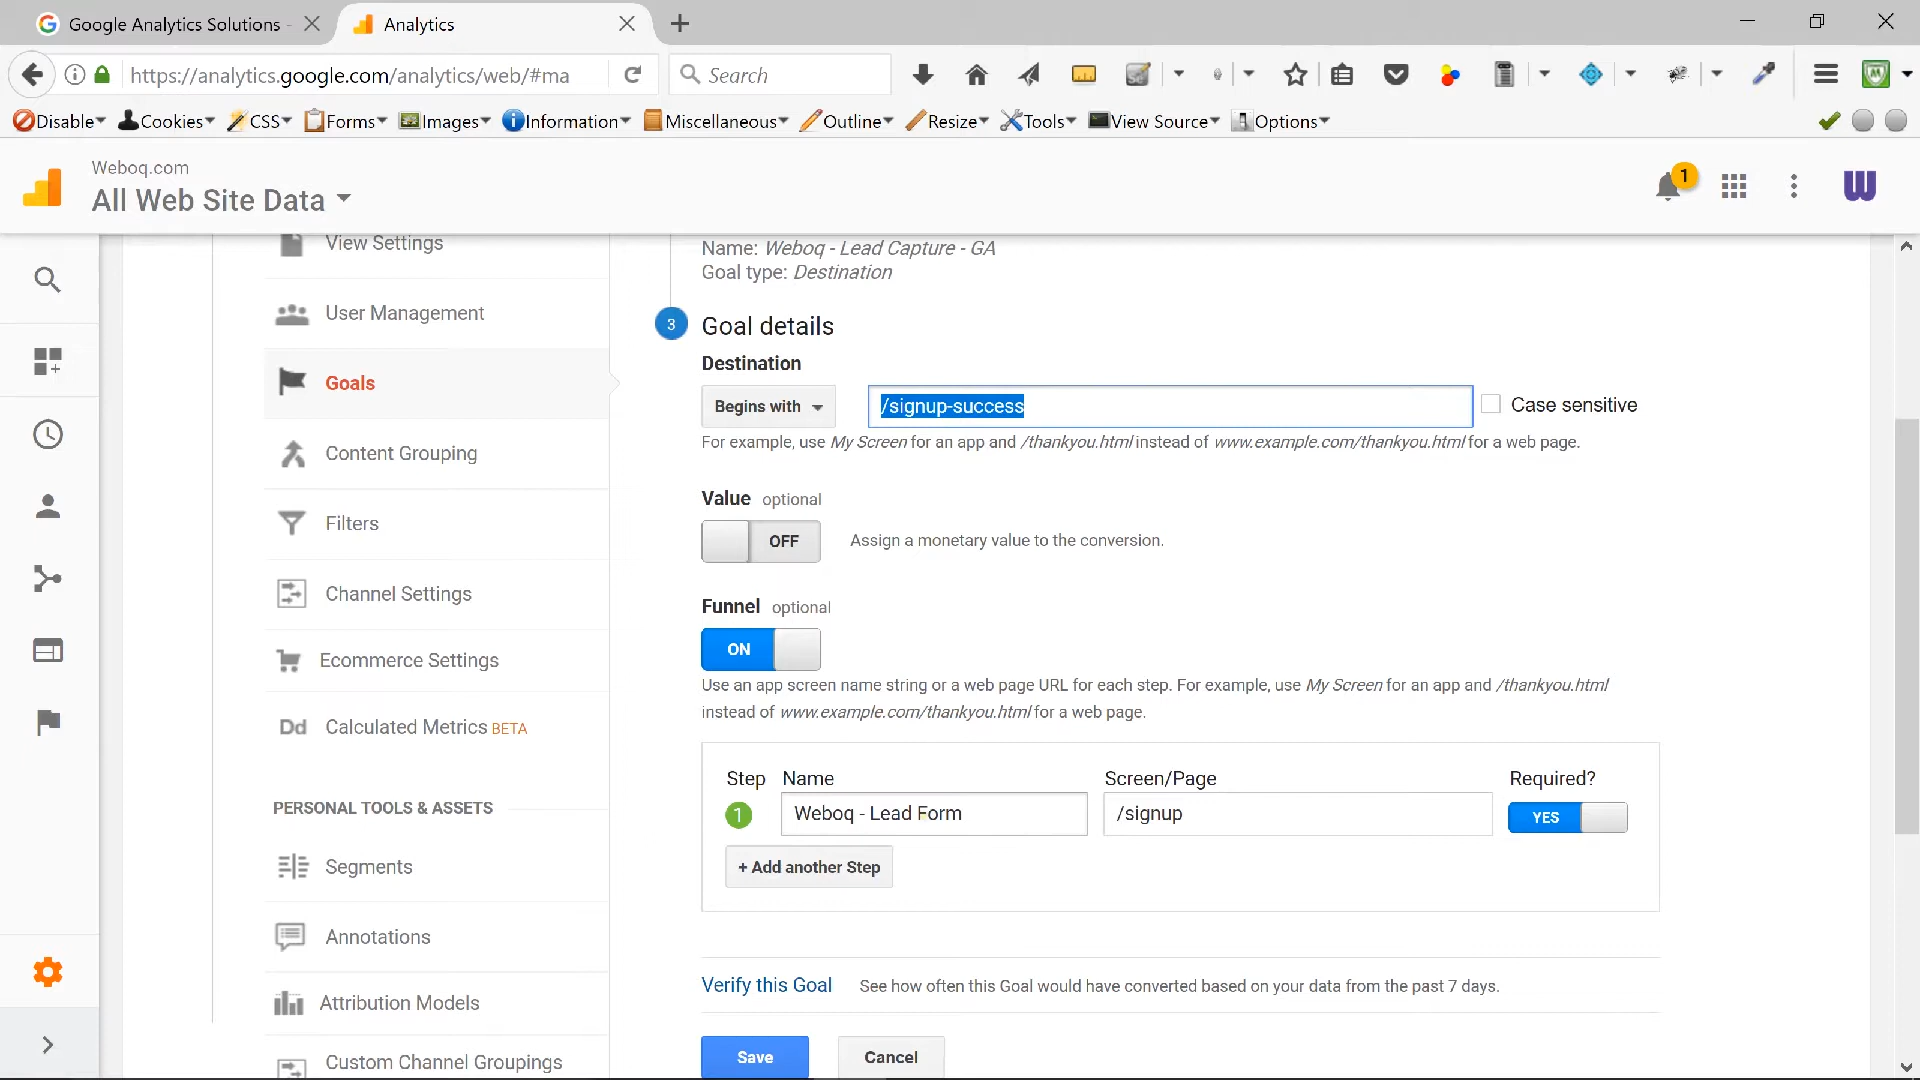 Google Analytics Solutions -
Analytics
https://analytics.google.com/analytics/web/#ma
Search
Disable
Cookies
CSS
Forms
Images
Information
Miscellaneous
Outline
Resize
Tools
View Source
Options
Weboq.com
All Web Site Data
1
View Settings
User Management
Goals
Content Grouping
Filters
Channel Settings
Ecommerce Settings
Dd Calculated Metrics BETA
PERSONAL TOOLS & ASSETS
Segments
Annotations
Attribution Models
Custom Channel Groupings
Name: Weboq - Lead Capture - GA
Goal type: Destination
3 Goal details
Destination
Begins with /signup-success Case sensitive
For example, use My Screen for an app and /thankyou.html instead of www.example.com/thankyou.html for a web page.
Value optional
OFF Assign a monetary value to the conversion.
Funnel optional
ON
Use an app screen name string or a web page URL for each step. For example, use My Screen for an app and /thankyou.html
instead of www.example.com/thankyou.html for a web page.
Step Name Screen/Page Required?
1 Weboq - Lead Form /signup YES
+ Add another Step
Verify this Goal See how often this Goal would have converted based on your data from the past 7 days.
Save Cancel